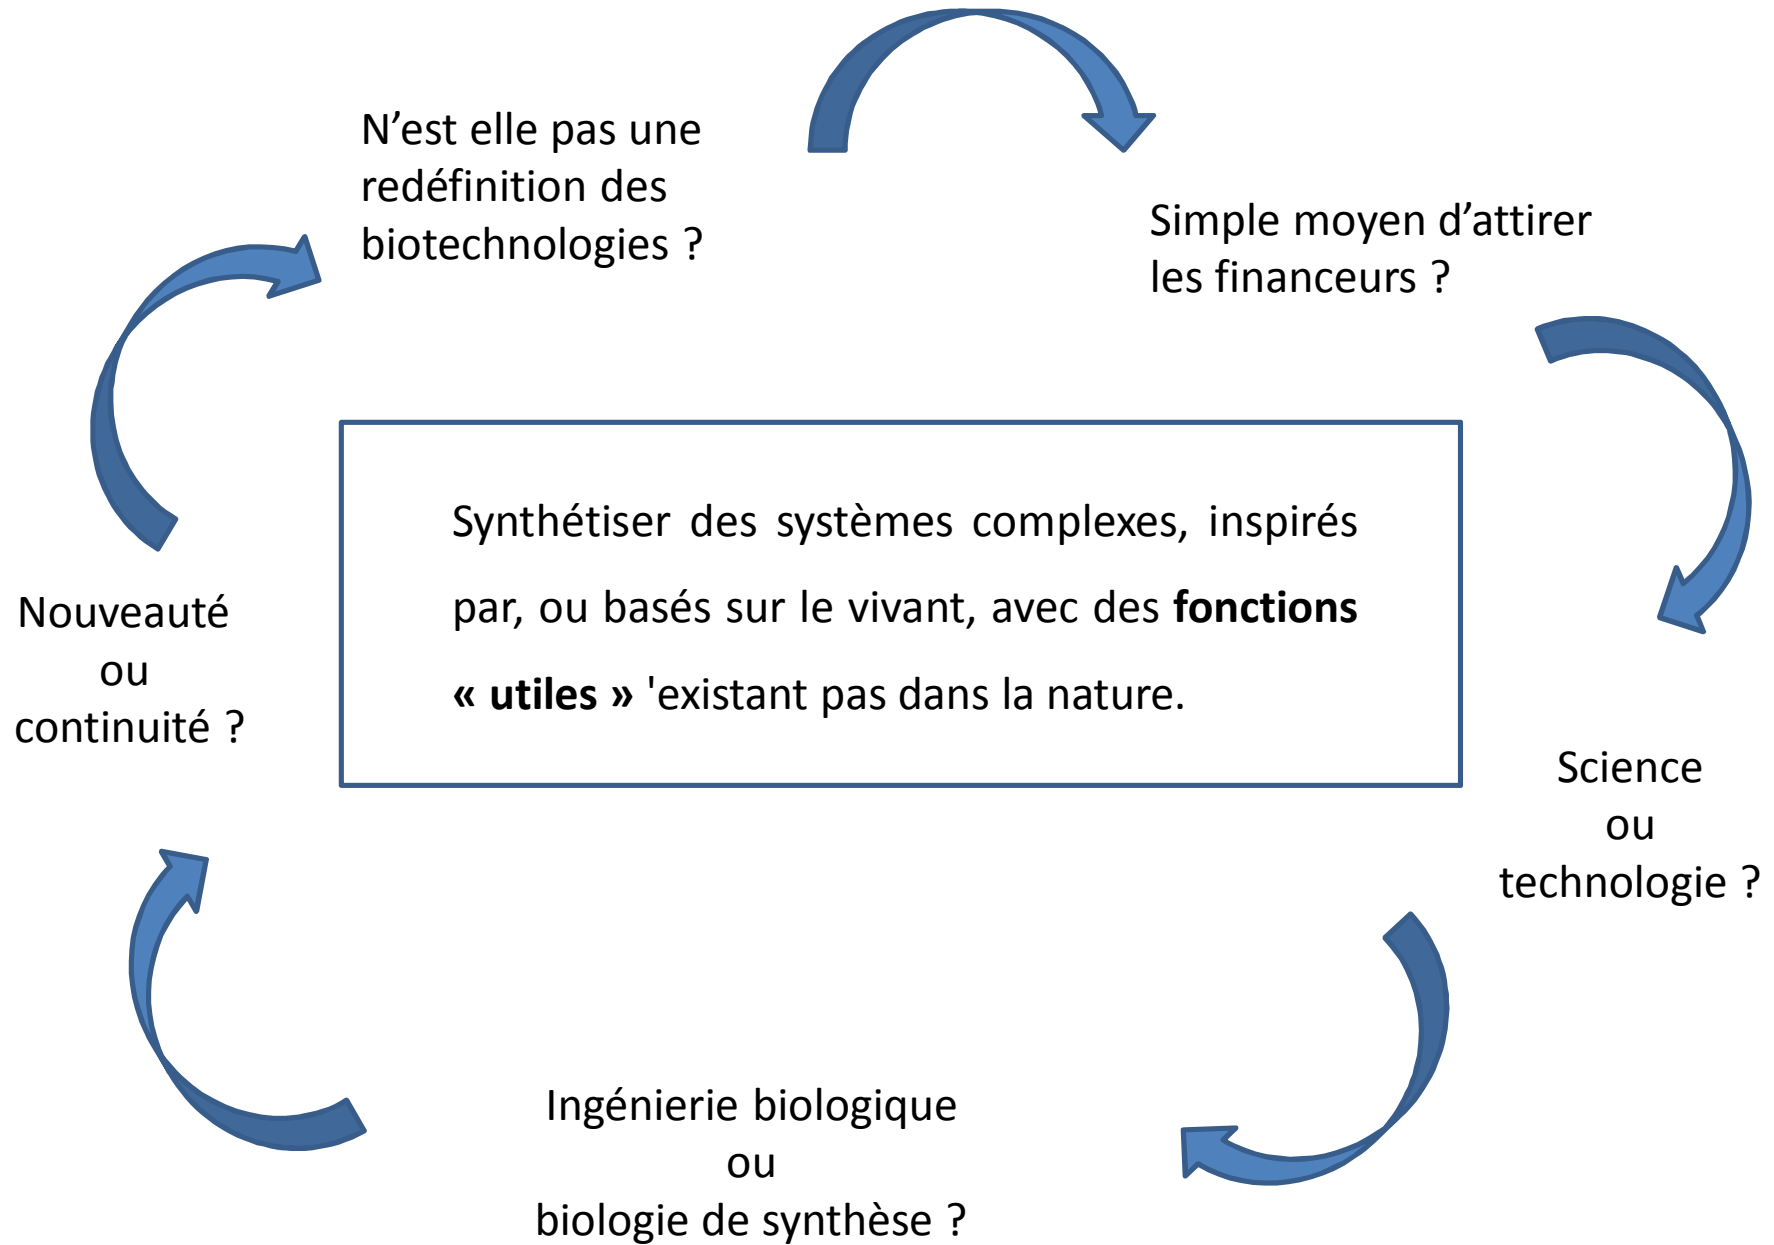 N’est elle pas une
redéfinition des
biotechnologies ?
Simple moyen d’attirer
les financeurs ?
Synthétiser des systèmes complexes, inspirés
par, ou basés sur le vivant, avec des fonctions
« utiles » 'existant pas dans la nature.
Nouveauté
ou
continuité ?
Science
ou
technologie ?
Ingénierie biologique
ou
biologie de synthèse ?